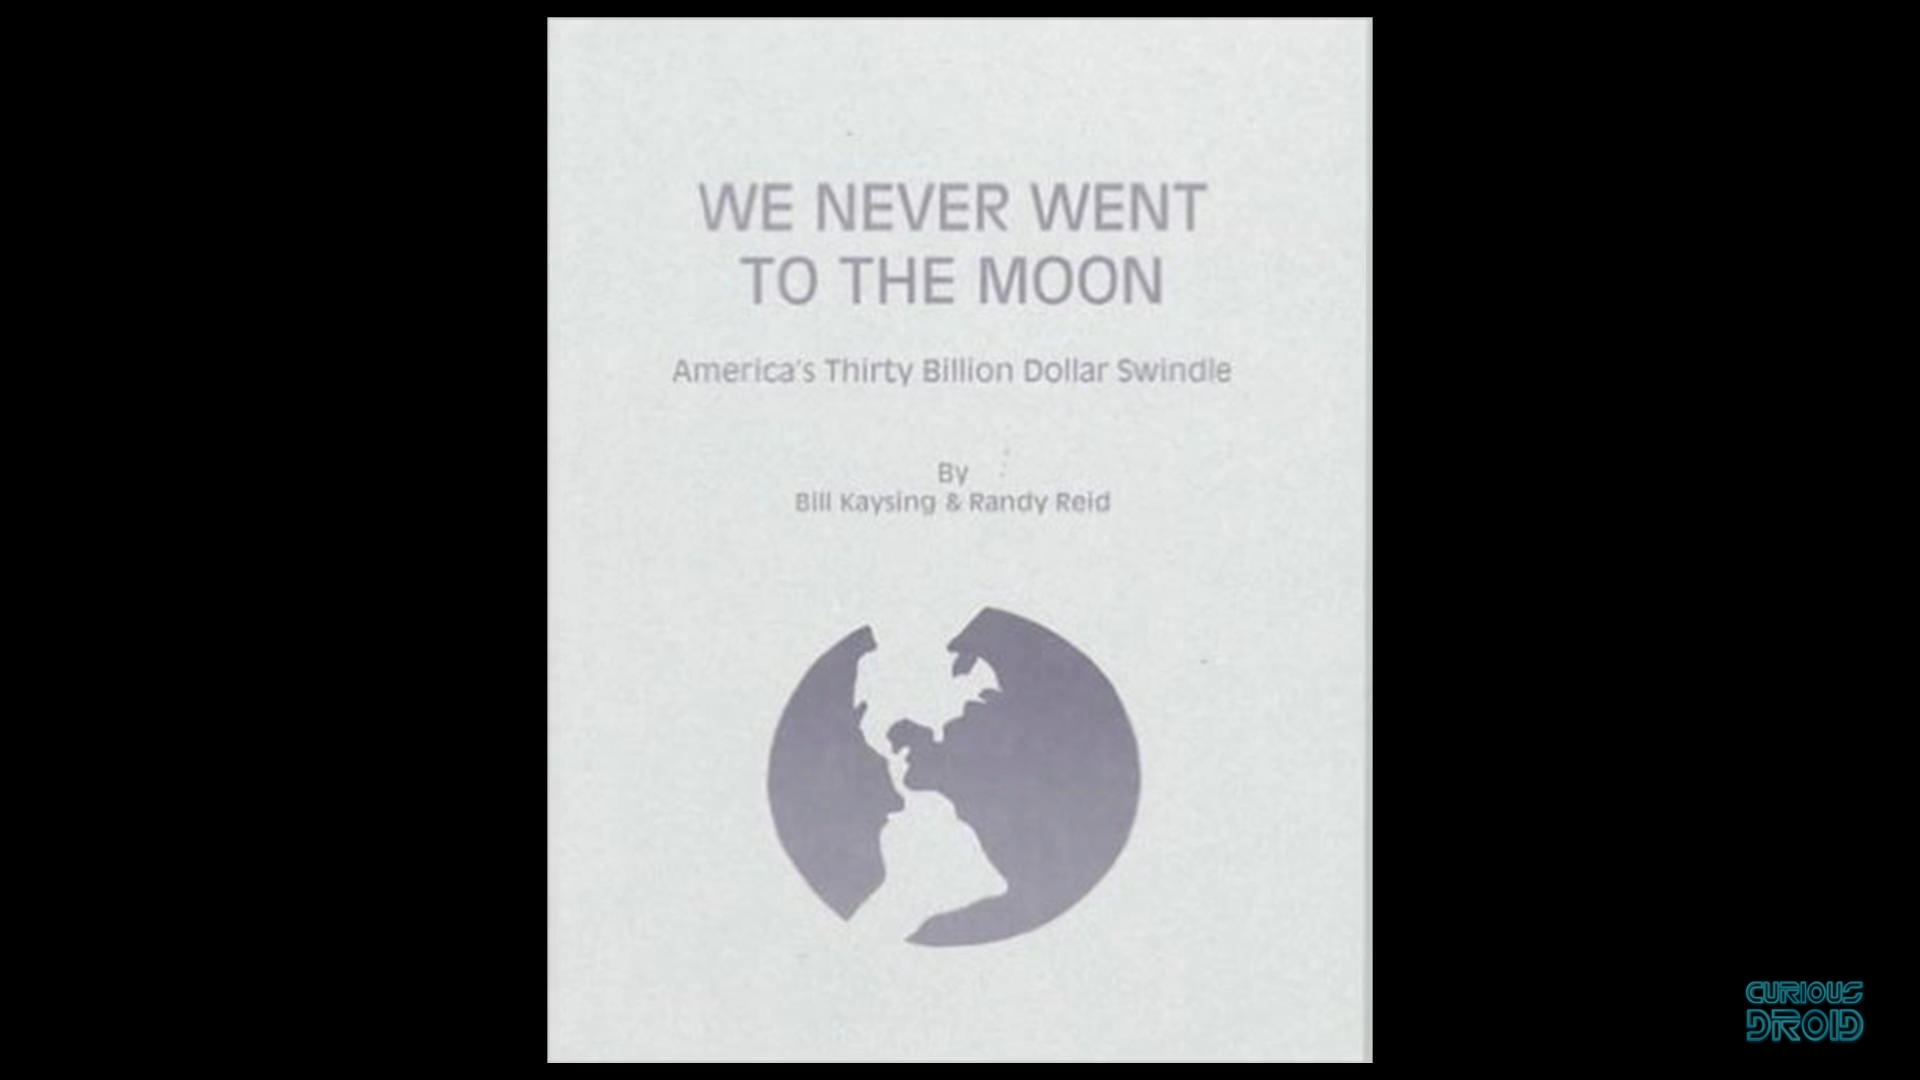 WE NEVER WENT
TO THE MOON
America's Thirty Billion Dollar Swindle
By
Bill Kaysing & Randy Reid
CURIOUS
DROID